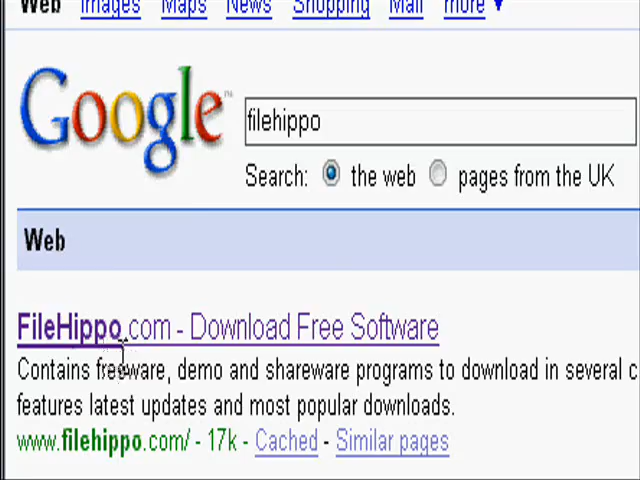 Web Images Maps News Shopping Mail more ▼
Google™
filehippo
Search: the web pages from the UK
Web
FileHippo.com - Download Free Software
Contains freeware, demo and shareware programs to download in several c
features latest updates and most popular downloads.
www.filehippo.com/ - 17k - Cached - Similar pages